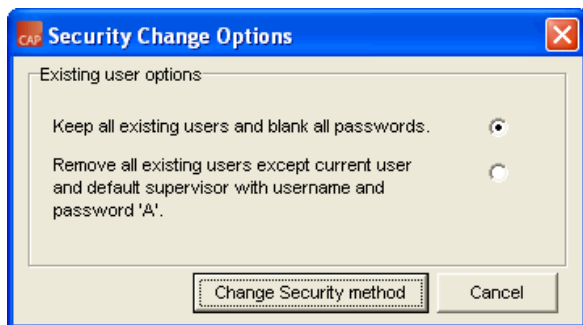 CAP Security Change Options
Existing user options
Keep all existing users and blank all passwords.
Remove all existing users except current user
and default supervisor with username and
password 'A'.
Change Security method Cancel